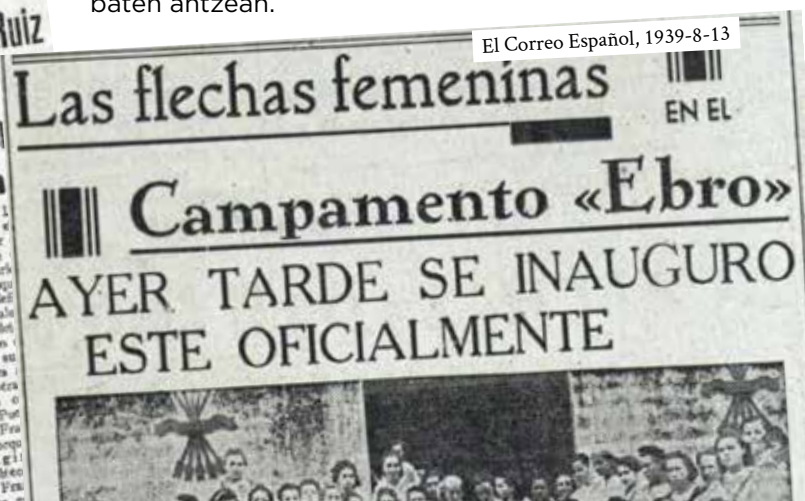 baten antzean.
Ruiz
El Correo Español, 1939-8-13
Las flechas femeninas
EN EL
Campamento «Ebro»
AYER TARDE SE INAUGURO
ESTE OFICIALMENTE